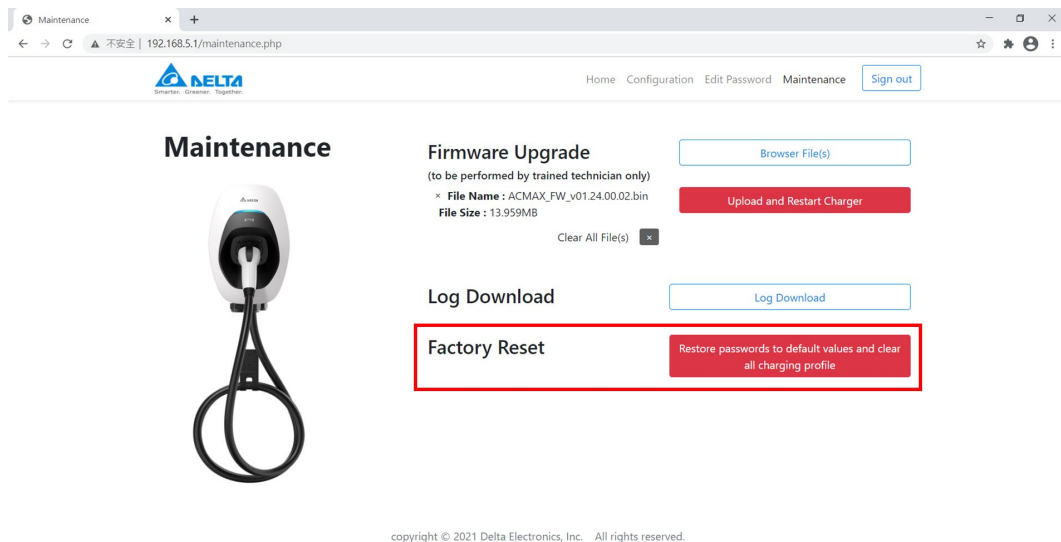 Maintenance
不安全 | 192.168.5.1/maintenance.php
DELTA
Smarter. Greener. Together.
Home Configuration Edit Password Maintenance Sign out
Maintenance
Firmware Upgrade
Browser File(s)
(to be performed by trained technician only)
× File Name : ACMAX_FW_v01.24.00.02.bin
Upload and Restart Charger
File Size : 13.959MB
Clear All File(s) ×
Log Download
Log Download
Factory Reset
Restore passwords to default values and clear
all charging profile
copyright © 2021 Delta Electronics, Inc. All rights reserved.